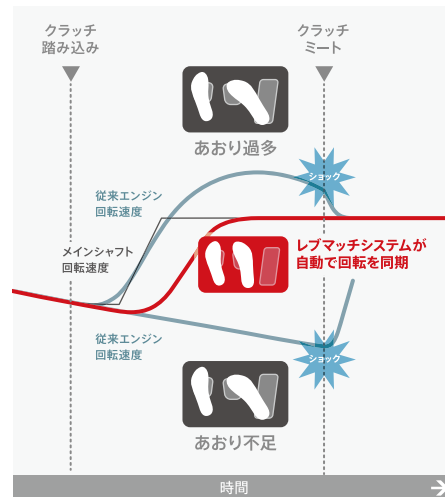 クラッチ
踏み込み
クラッチ
ミート
あおり過多
ショック
従来エンジン
回転速度
メインシャフト
回転速度
レブマッチシステムが
自動で回転を同期
従来エンジン
回転速度
ショック
あおり不足
時間